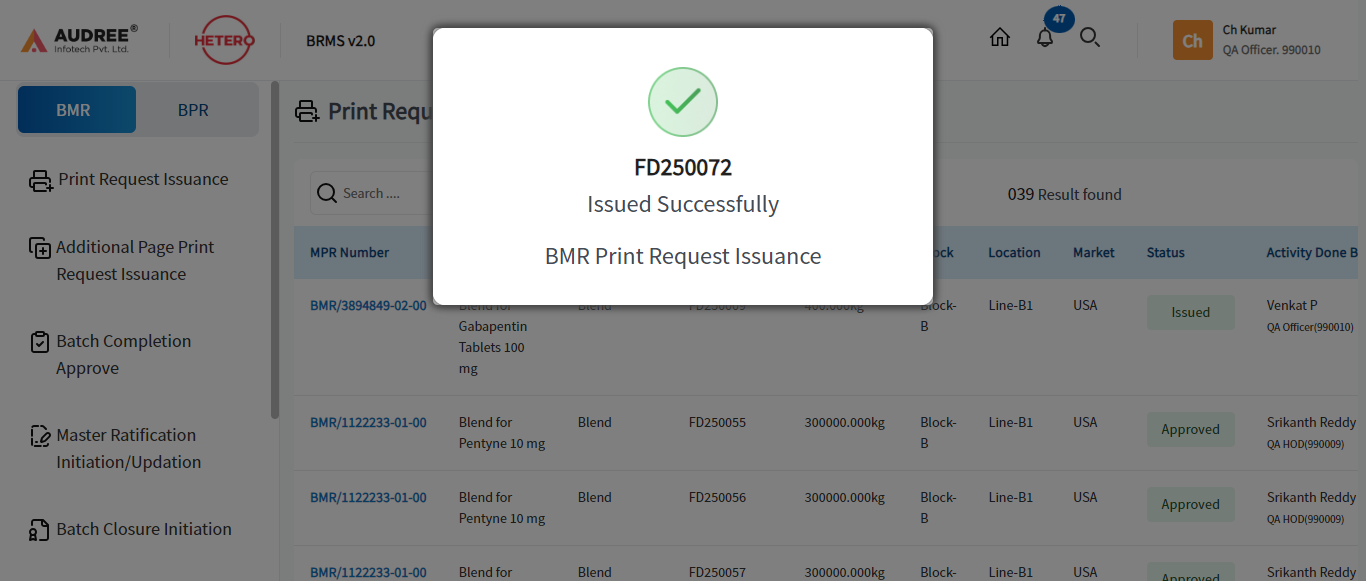 AUDREE®
Infotech Pvt. Ltd.
HETERO
BRMS v2.0
47
Ch
Ch Kumar
QA Officer. 990010
BMR
BPR
Print Request Issuance
Additional Page Print
Request Issuance
Batch Completion
Approve
Master Ratification
Initiation/Updation
Batch Closure Initiation
Print Requ
Search ....
039 Result found
FD250072
Issued Successfully
BMR Print Request Issuance
MPR Number ock Location Market Status Activity Done B
BMR/3894849-02-00 Blend for Blend FD250069 400.000kg Block- Line-B1 USA Issued Venkat P
Gabapentin B QA Officer(990010)
Tablets 100
mg
BMR/1122233-01-00 Blend for Blend FD250055 300000.000kg Block- Line-B1 USA Approved Srikanth Reddy
Pentyne 10 mg B QA HOD(990009)
BMR/1122233-01-00 Blend for Blend FD250056 300000.000kg Block- Line-B1 USA Approved Srikanth Reddy
Pentyne 10 mg B QA HOD(990009)
BMR/1122233-01-00 Blend for Blend FD250057 300000.000kg Block- Line-B1 USA Approved Srikanth Reddy